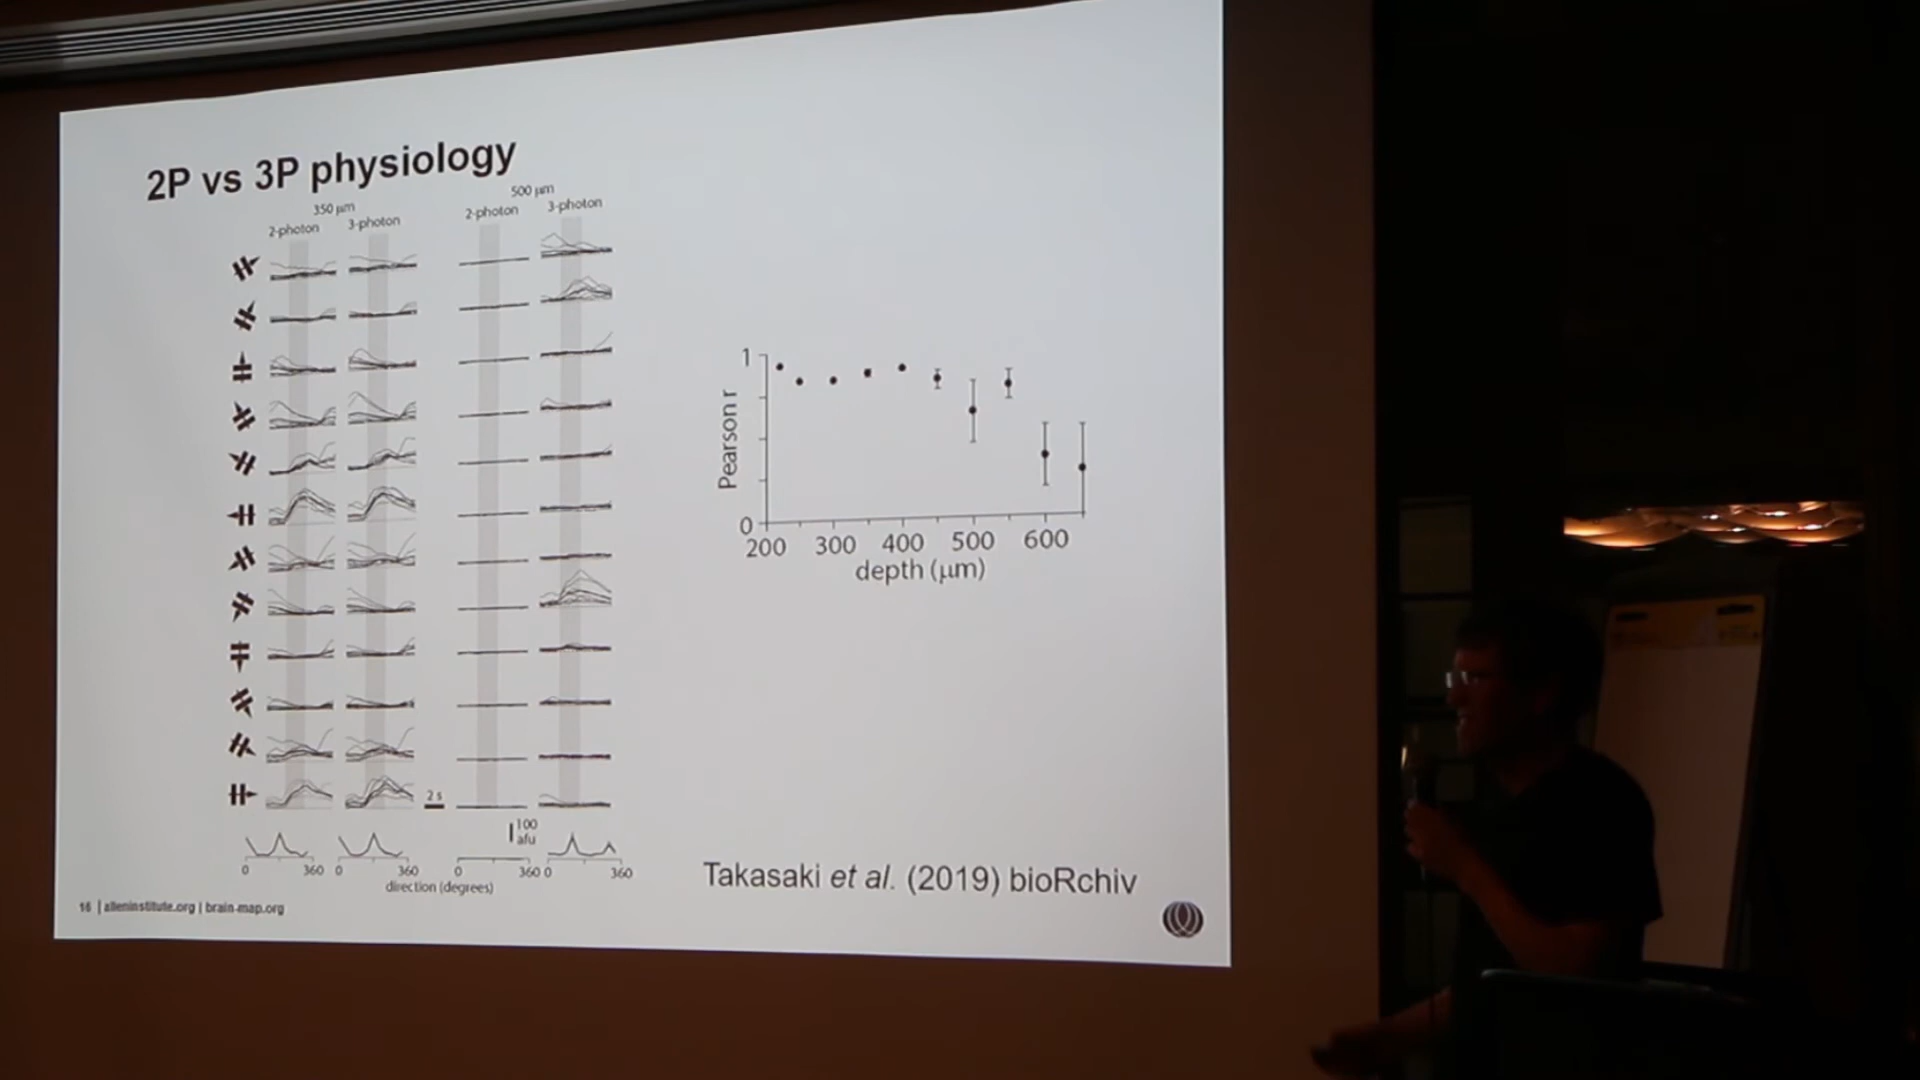 2P vs 3P physiology
350 µm
500 µm
2-photon
3-photon
2-photon
3-photon
2 s
100
afu
0 360 0 360 0 360 0 360
direction (degrees)
1
Pearson r
0
200 300 400 500 600
depth (µm)
Takasaki et al. (2019) bioRchiv
16 | alleninstitute.org | brain-map.org